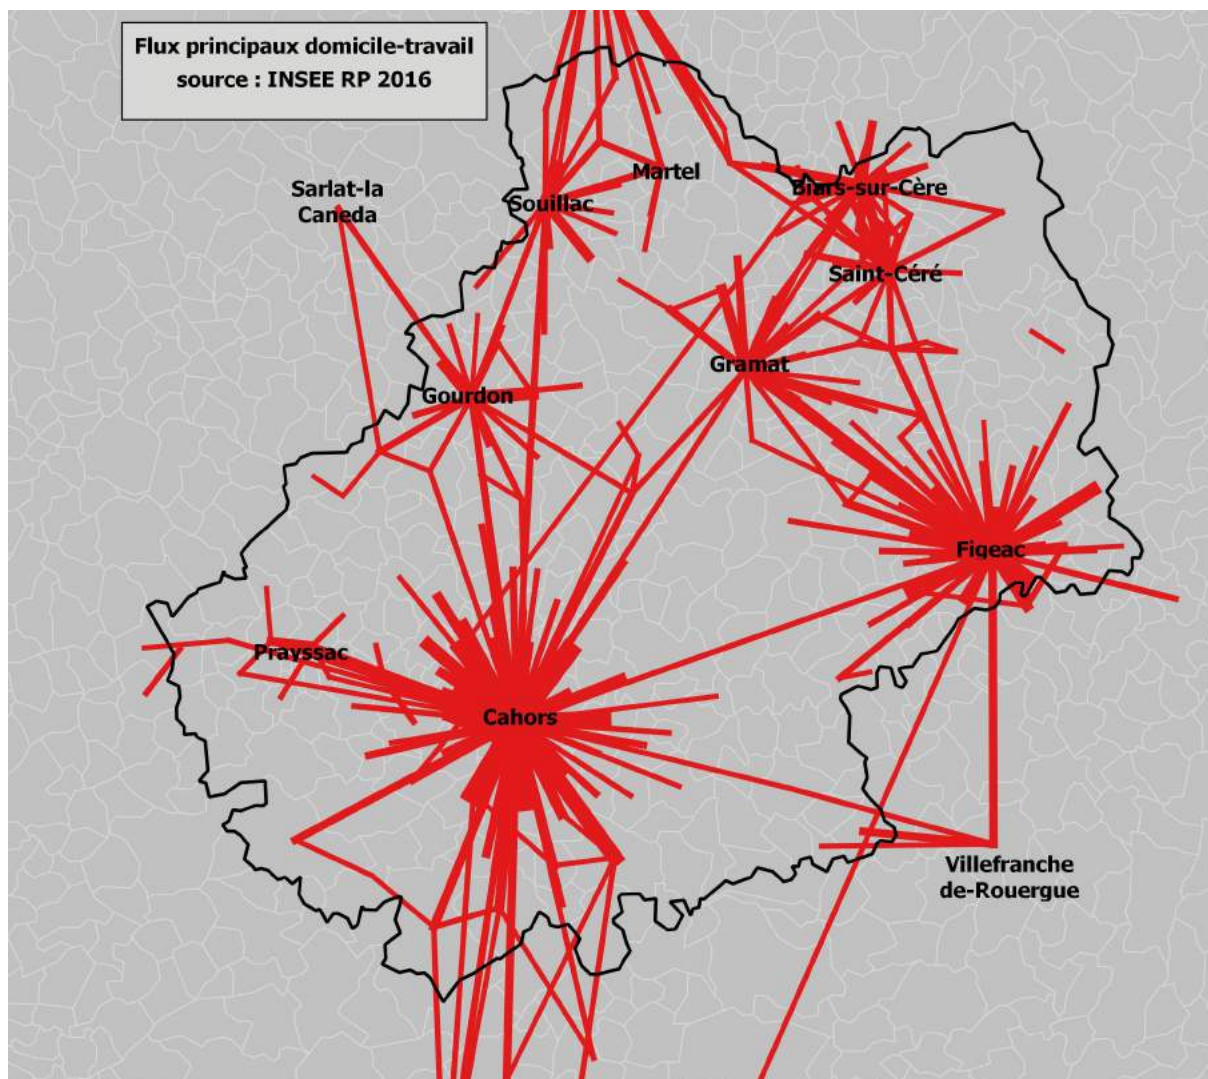 Flux principaux domicile-travail
source : INSEE RP 2016
Martel
Sarlat-la
Caneda
Biars-sur-Cère
Souillac
Saint-Céré
Gramat
Gourdon
Figeac
Prayssac
Cahors
Villefranche
de-Rouergue